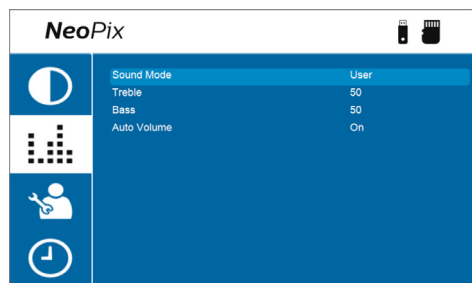 NeoPix
Sound Mode User
Treble 50
Bass 50
Auto Volume On